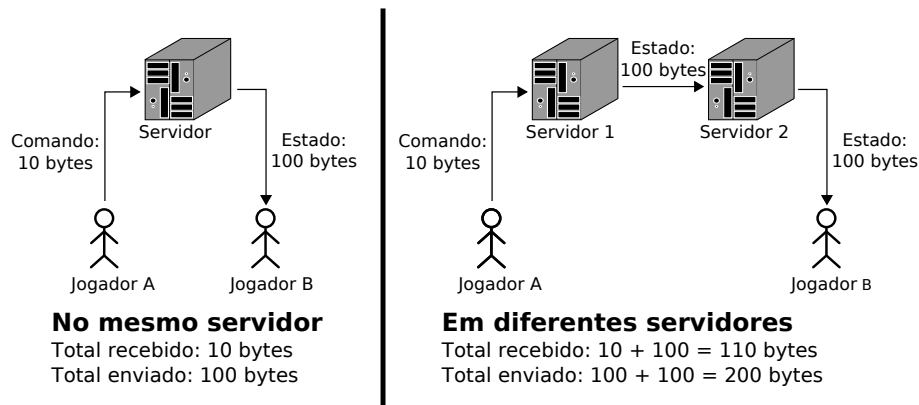 Servidor
Comando:
10 bytes
Estado:
100 bytes
Jogador A
Jogador B
No mesmo servidor
Total recebido: 10 bytes
Total enviado: 100 bytes
Estado:
100 bytes
Servidor 1
Servidor 2
Comando:
10 bytes
Estado:
100 bytes
Jogador A
Jogador B
Em diferentes servidores
Total recebido: 10 + 100 = 110 bytes
Total enviado: 100 + 100 = 200 bytes